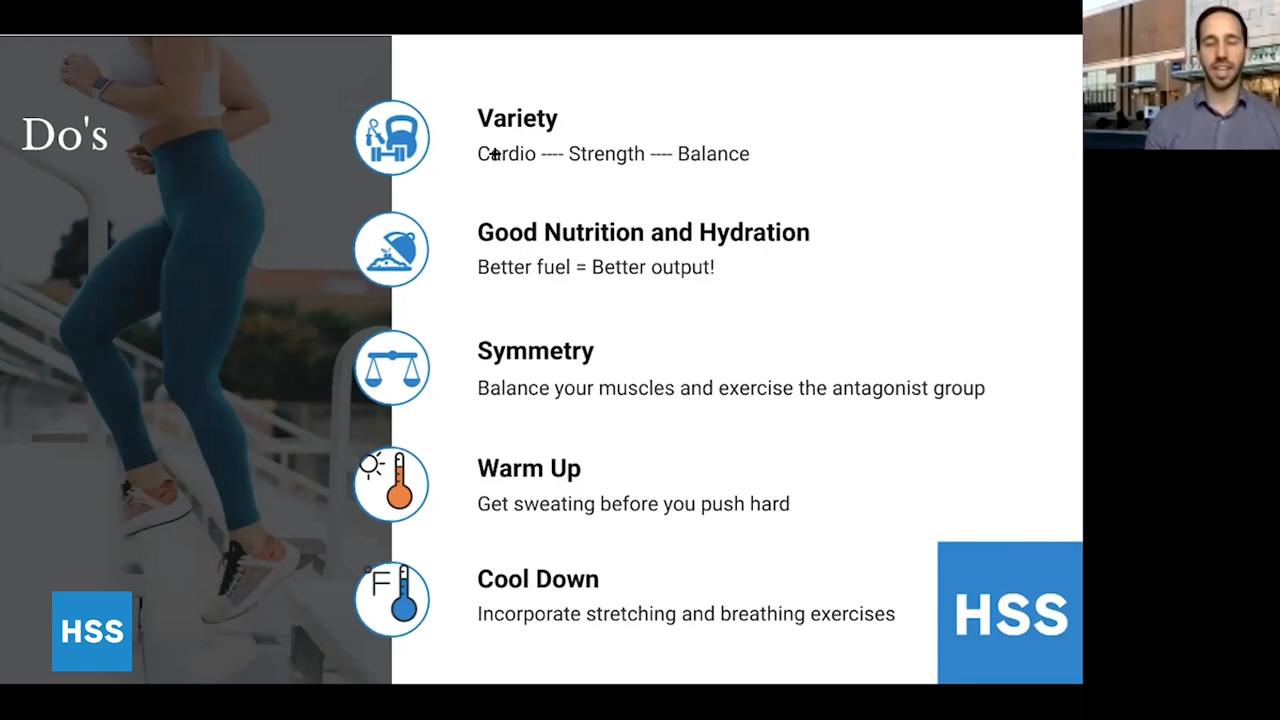 Do's
Variety
Cardio ---- Strength ---- Balance
Good Nutrition and Hydration
Better fuel = Better output!
Symmetry
Balance your muscles and exercise the antagonist group
Warm Up
Get sweating before you push hard
°F
Cool Down
Incorporate stretching and breathing exercises
HSS
HSS